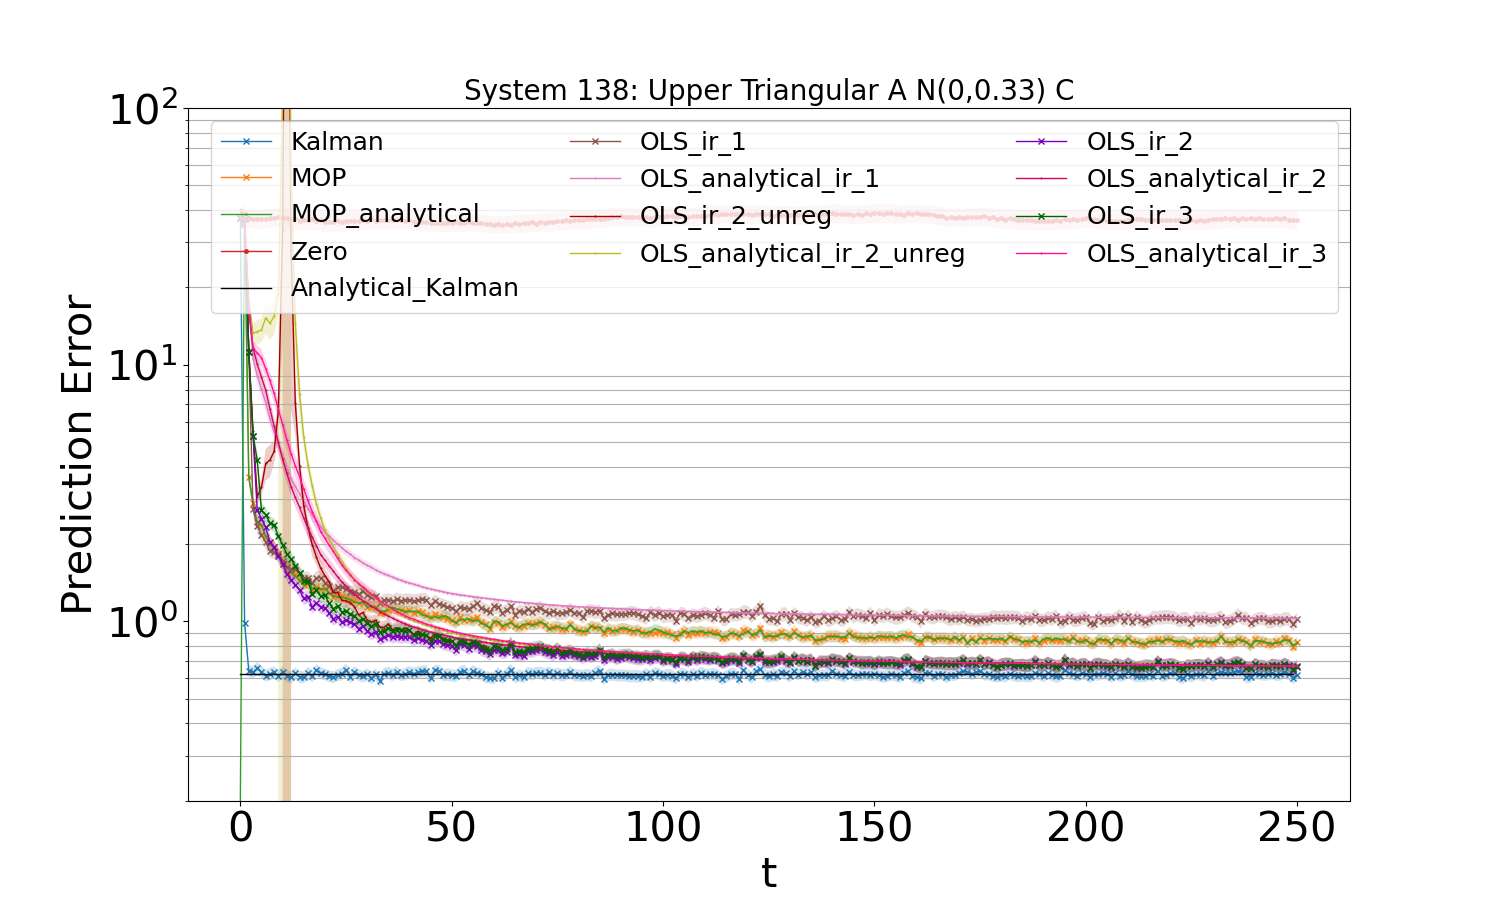 System 138: Upper Triangular A N(0,0.33) C
Kalman
MOP
MOP_analytical
Zero
Analytical_Kalman
OLS_ir_1
OLS_analytical_ir_1
OLS_ir_2_unreg
OLS_analytical_ir_2_unreg
OLS_ir_2
OLS_analytical_ir_2
OLS_ir_3
OLS_analytical_ir_3
Prediction Error
10²
10¹
10⁰
0 50 100 150 200 250
t